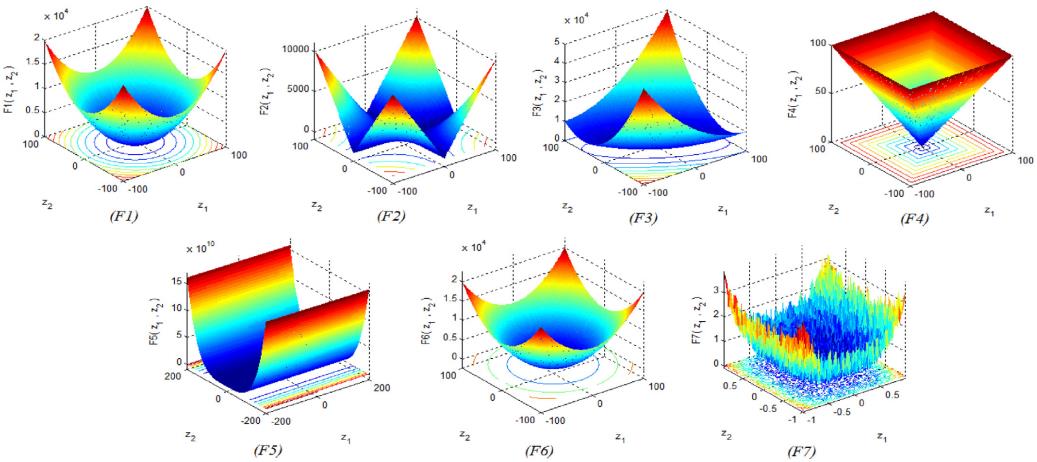 × 10⁴
F1( z₁ , z₂ )
2
1.5
1
0.5
0
100
0
-100
-100
0
100
z₂
z₁
(F1)
F2( z₁ , z₂ )
10000
5000
0
100
0
-100
-100
0
100
z₂
z₁
(F2)
× 10⁴
F3( z₁ , z₂ )
5
4
3
2
1
0
100
0
-100
-100
0
100
z₂
z₁
(F3)
F4( z₁ , z₂ )
100
50
0
100
0
-100
-100
0
100
z₂
z₁
(F4)
× 10¹⁰
F5( z₁ , z₂ )
15
10
5
0
200
0
-200
-200
0
200
z₂
z₁
(F5)
× 10⁴
F6( z₁ , z₂ )
2
1.5
1
0.5
0
100
0
-100
-100
0
100
z₂
z₁
(F6)
F7( z₁ , z₂ )
3
2
1
0
0.5
0
-0.5
-1
-1
-0.5
0
0.5
z₂
z₁
(F7)